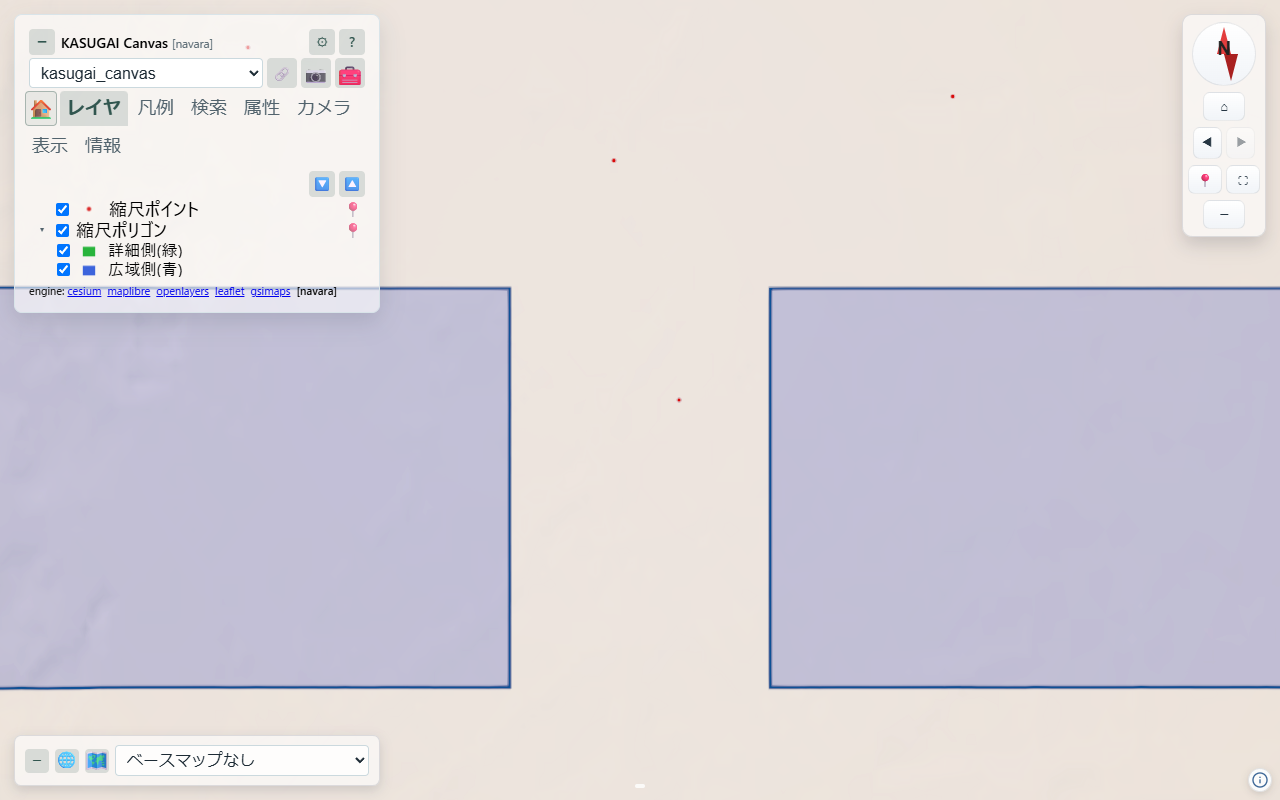 − KASUGAI Canvas [navara] ⚙ ?
kasugai_canvas
レイヤ 凡例 検索 属性 カメラ
表示 情報
縮尺ポイント
縮尺ポリゴン
詳細側(緑)
広域側(青)
engine: cesium maplibre openlayers leaflet gsimaps [navara]
N
− ベースマップなし